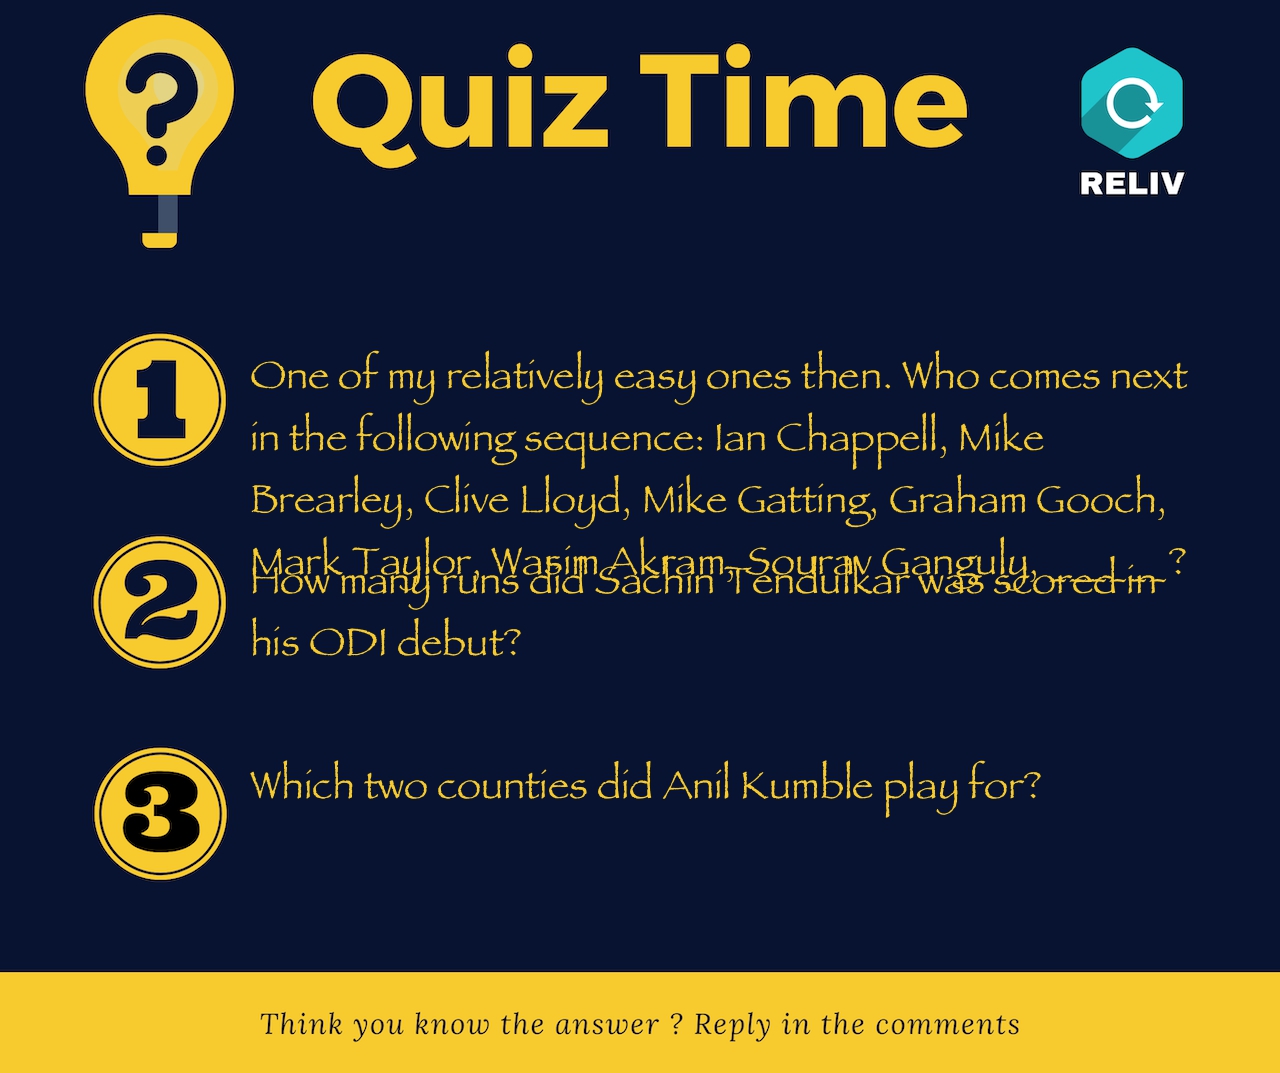 Quiz Time
RELIV
1
One of my relatively easy ones then. Who comes next
in the following sequence: Ian Chappell, Mike
Brearley, Clive Lloyd, Mike Gatting, Graham Gooch,
Mark Taylor, Wasim Akram, Sourav Ganguly, ______?
2
How many runs did Sachin Tendulkar was scored in
his ODI debut?
3
Which two counties did Anil Kumble play for?
Think you know the answer ? Reply in the comments